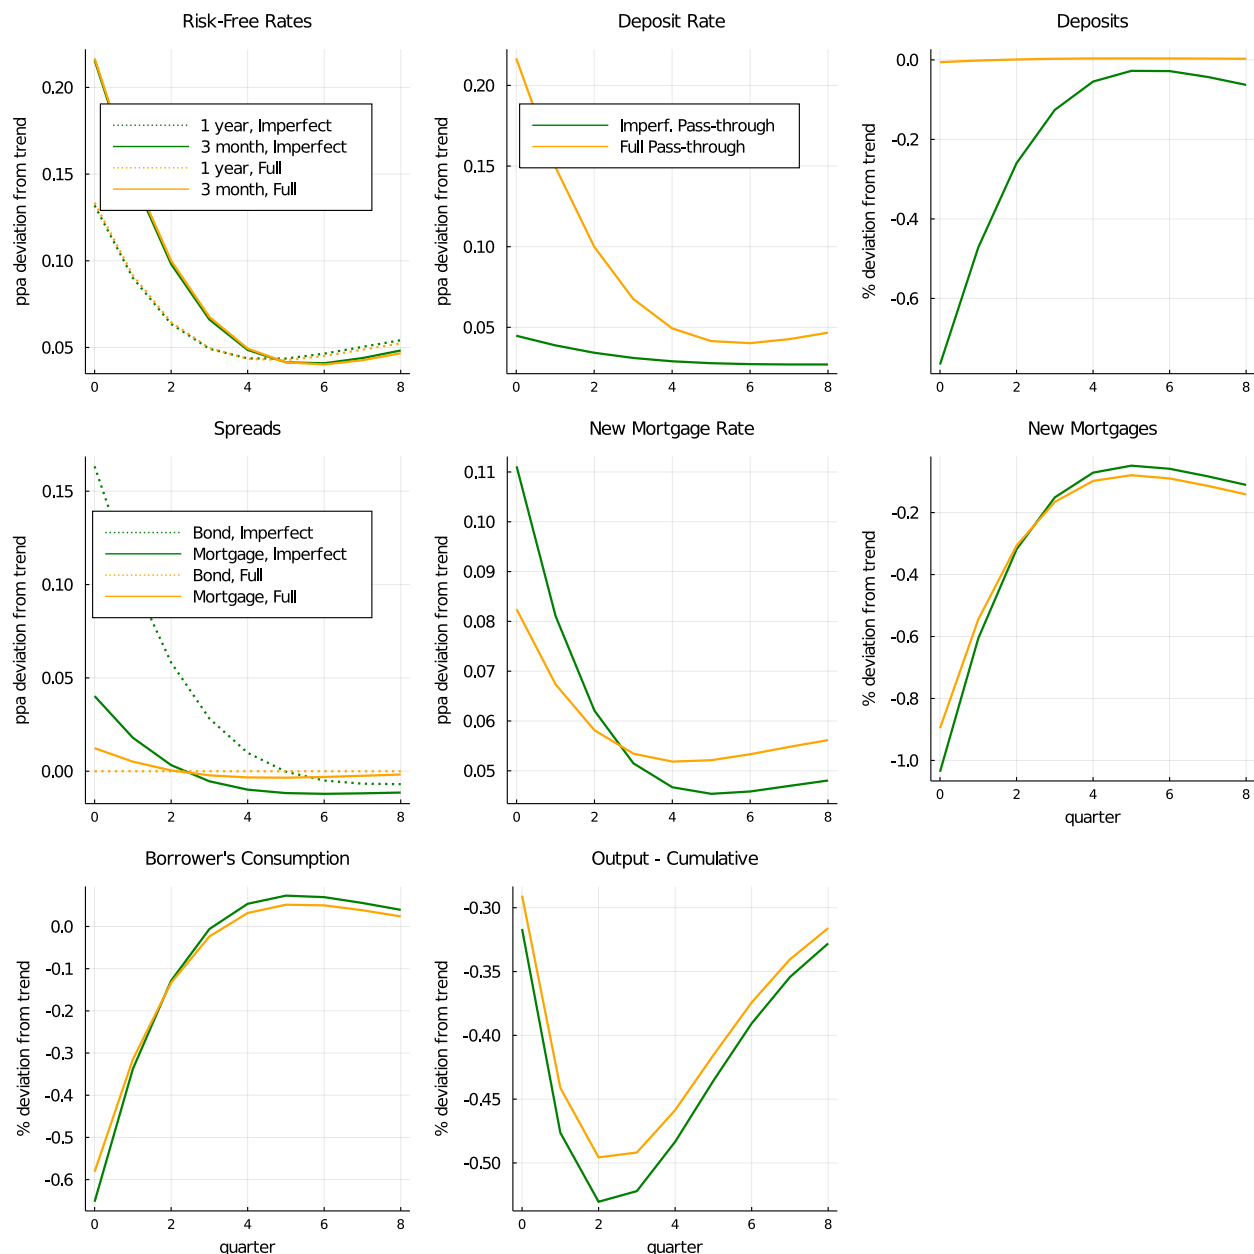 Risk-Free Rates
ppa deviation from trend
0.20
0.15
0.10
0.05
1 year, Imperfect
3 month, Imperfect
1 year, Full
3 month, Full
0 2 4 6 8
Deposit Rate
ppa deviation from trend
0.20
0.15
0.10
0.05
Imperf. Pass-through
Full Pass-through
0 2 4 6 8
Deposits
% deviation from trend
0.0
-0.2
-0.4
-0.6
0 2 4 6 8
Spreads
ppa deviation from trend
0.15
0.10
0.05
0.00
Bond, Imperfect
Mortgage, Imperfect
Bond, Full
Mortgage, Full
0 2 4 6 8
New Mortgage Rate
ppa deviation from trend
0.11
0.10
0.09
0.08
0.07
0.06
0.05
0 2 4 6 8
New Mortgages
% deviation from trend
-0.2
-0.4
-0.6
-0.8
-1.0
0 2 4 6 8
quarter
Borrower's Consumption
% deviation from trend
0.0
-0.1
-0.2
-0.3
-0.4
-0.5
-0.6
0 2 4 6 8
quarter
Output - Cumulative
% deviation from trend
-0.30
-0.35
-0.40
-0.45
-0.50
0 2 4 6 8
quarter